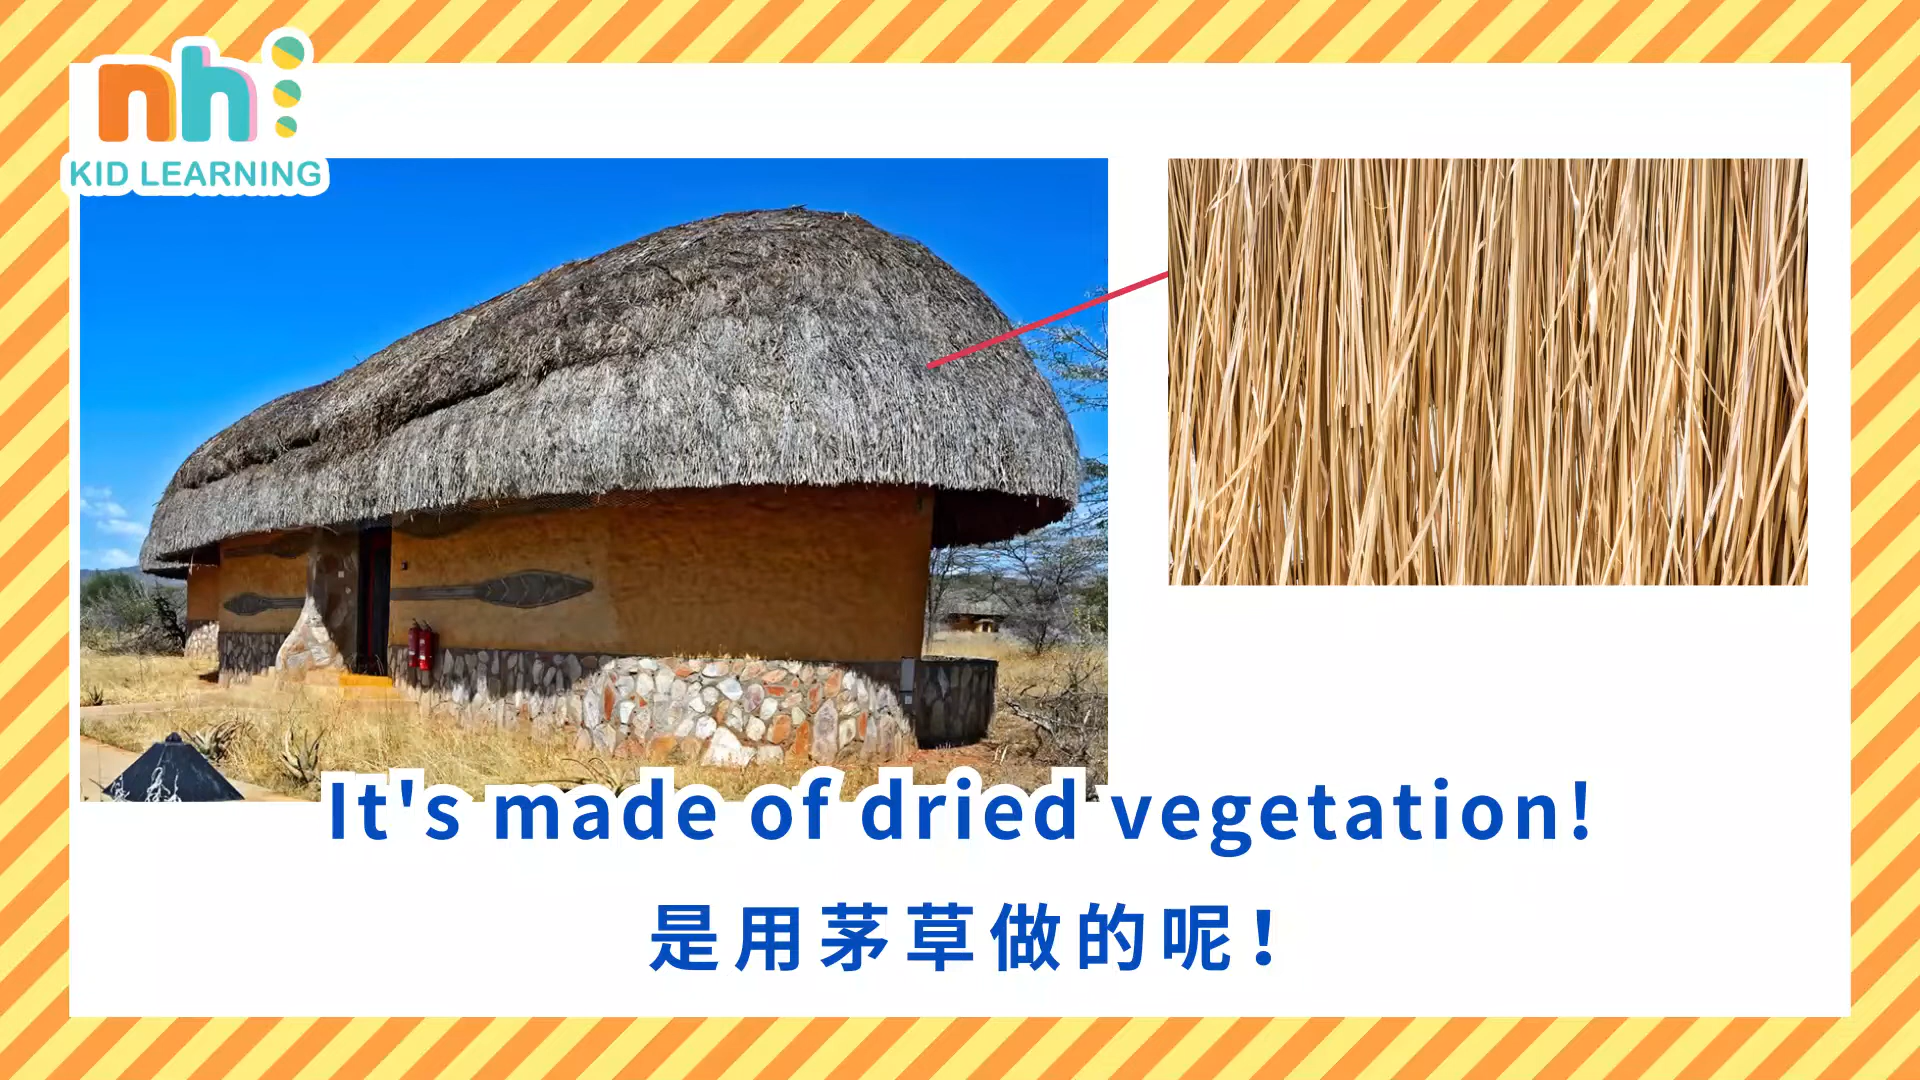 nh
KID LEARNING
It's made of dried vegetation!
是用茅草做的呢！